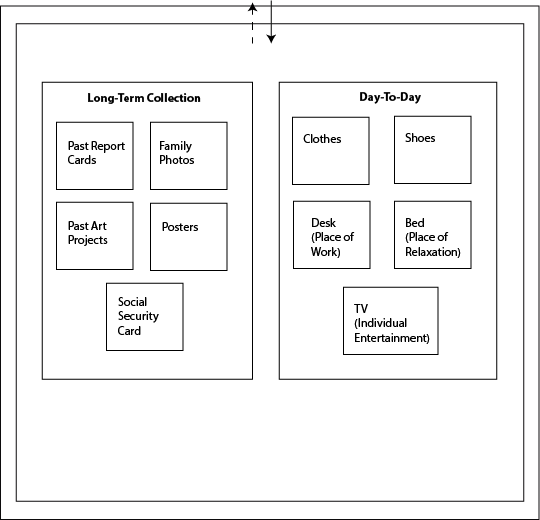 Long-Term Collection
Past Report
Cards
Family
Photos
Past Art
Projects
Posters
Social
Security
Card
Day-To-Day
Clothes
Shoes
Desk
(Place of
Work)
Bed
(Place of
Relaxation)
TV
(Individual
Entertainment)